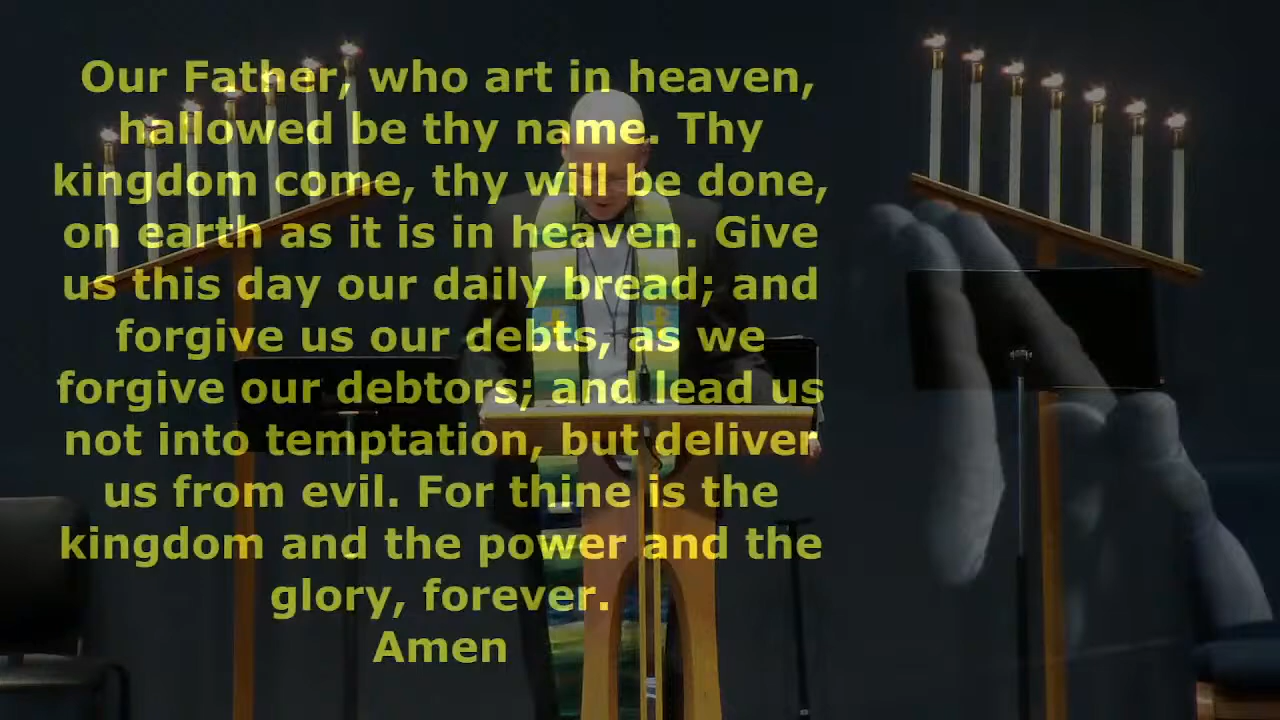 Our Father, who art in heaven,
hallowed be thy name. Thy
kingdom come, thy will be done,
on earth as it is in heaven. Give
us this day our daily bread; and
forgive us our debts, as we
forgive our debtors; and lead us
not into temptation, but deliver
us from evil. For thine is the
kingdom and the power and the
glory, forever.
Amen